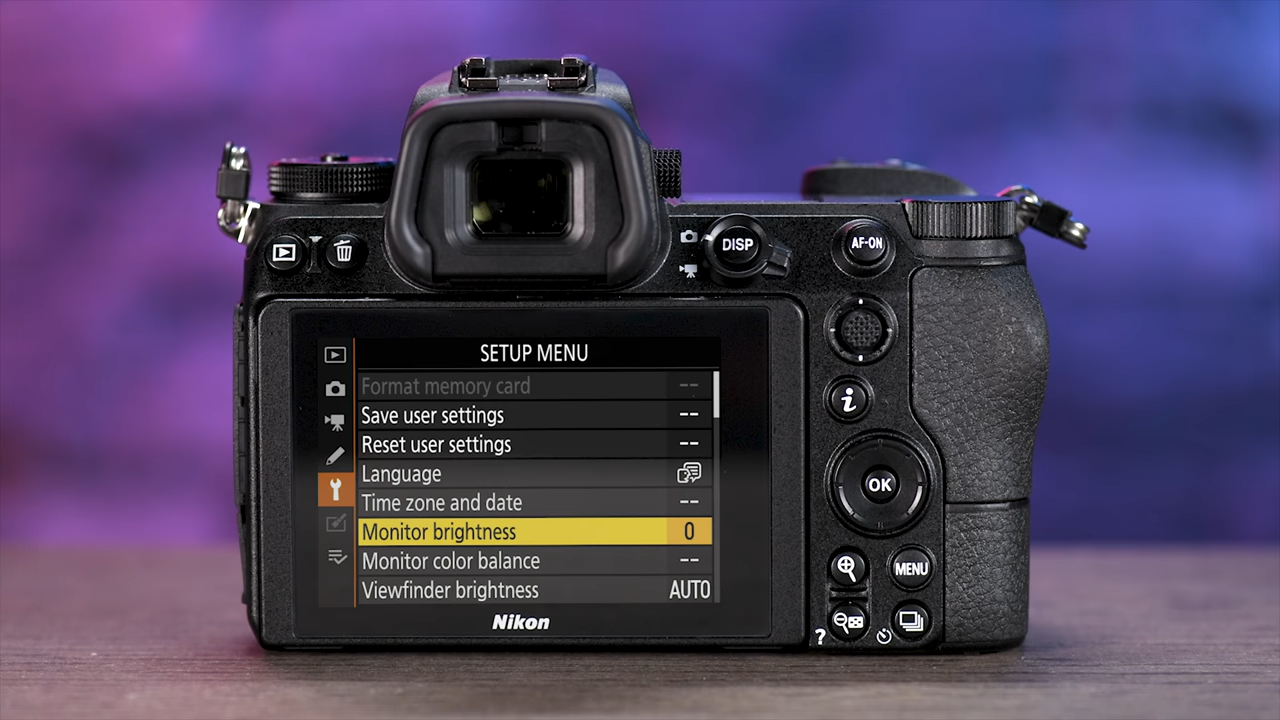 DISP
AF-ON
SETUP MENU
Format memory card --
Save user settings --
Reset user settings --
Language
Time zone and date --
Monitor brightness 0
Monitor color balance --
Viewfinder brightness AUTO
Nikon
i
OK
MENU
?